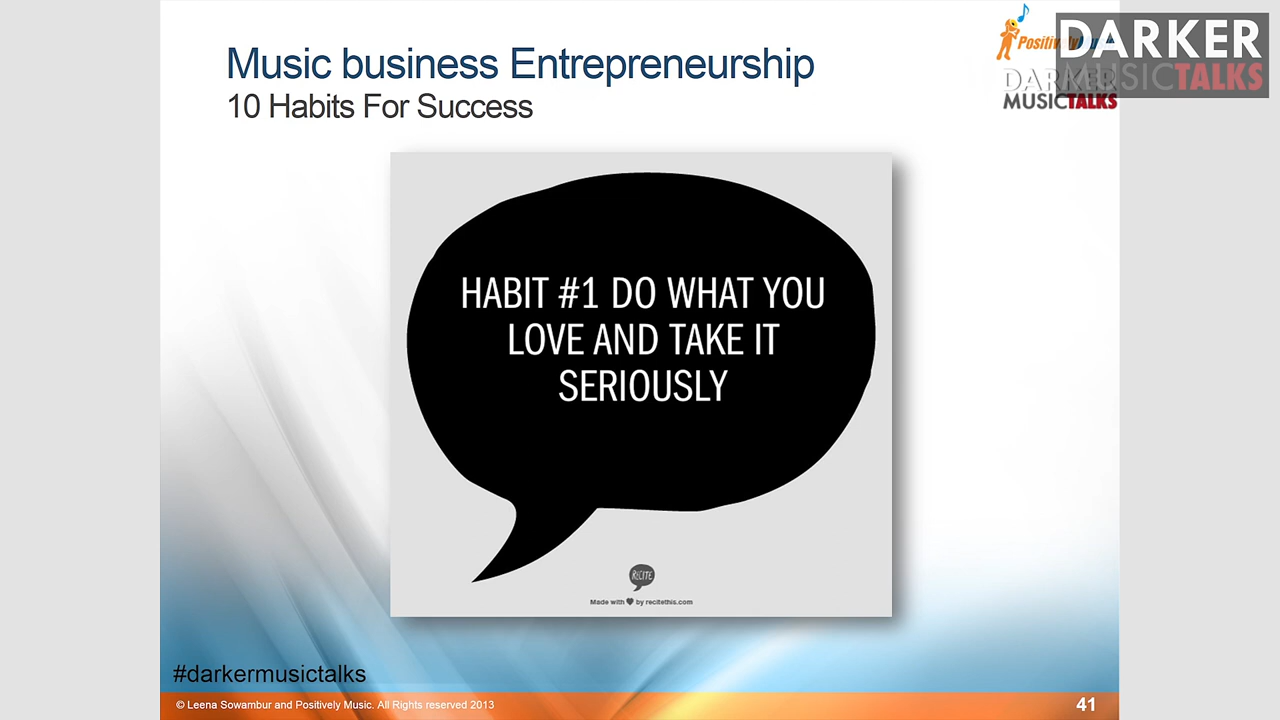 Music business Entrepreneurship
10 Habits For Success
DARKER
MUSICTALKS
DARKER
MUSICTALKS
HABIT #1 DO WHAT YOU
LOVE AND TAKE IT
SERIOUSLY
RECITE
Made with ♥ by recitethis.com
#darkermusictalks
© Leena Sowambur and Positively Music. All Rights reserved 2013
41